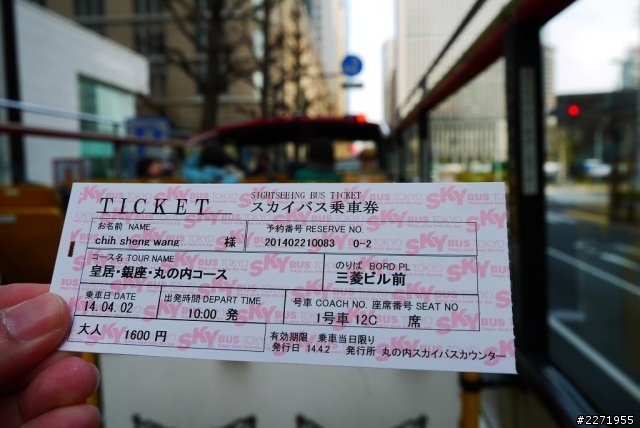 SIGHTSEEING BUS TICKET
TICKET スカイバス乗車券
お名前 NAME 予約番号 RESERVE NO.
chih sheng wang 様 201402210083 0-2
コース名 TOUR NAME のりば BORD PL
皇居・銀座・丸の内コース 三菱ビル前
乗車日 DATE 出発時間 DEPART TIME 号車 COACH NO. 座席番号 SEAT NO
14.04.02 10:00 発 1号車 12C 席
大人 1600 円 有効期限 乗車当日限り
発行日 14.4.2 発行所 丸の内スカイバスカウンター
SKY BUS TOKYO
#2271955